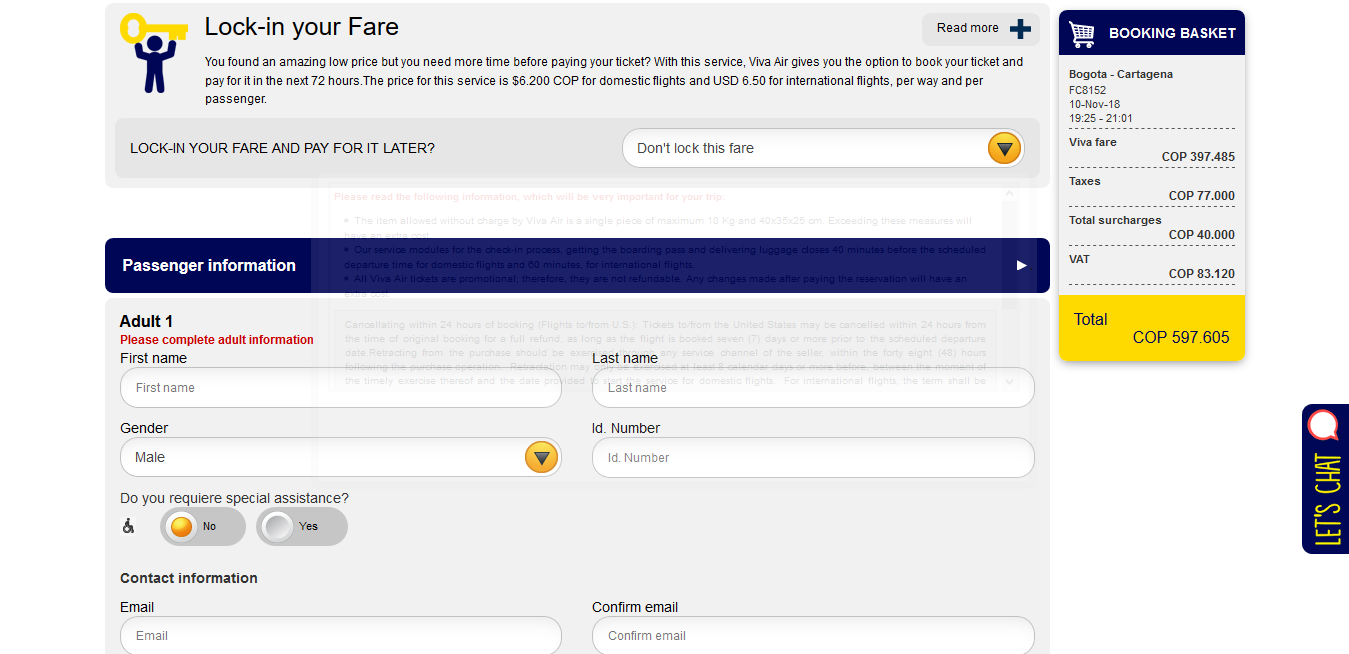 Lock-in your Fare
Read more
You found an amazing low price but you need more time before paying your ticket? With this service, Viva Air gives you the option to book your ticket and
pay for it in the next 72 hours.The price for this service is $6.200 COP for domestic flights and USD 6.50 for international flights, per way and per
passenger.
LOCK-IN YOUR FARE AND PAY FOR IT LATER?
Don't lock this fare
Please read the following information, which will be very important for your trip:
The item allowed without charge by Viva Air is a single piece of maximum 10 Kg and 40x35x25 cm. Exceeding these measures will
have an extra cost.
Our service modules for the check-in process, getting the boarding pass and delivering luggage closes 40 minutes before the scheduled
departure time for domestic flights and 60 minutes, for international flights.
All Viva Air tickets are promotional; therefore, they are not refundable. Any changes made after paying the reservation will have an
extra cost.
Passenger information
Cancellating within 24 hours of booking (Flights to/from U.S.): Tickets to/from the United States may be cancelled within 24 hours from
the time of original booking for a full refund, as long as the flight is booked seven (7) days or more prior to the scheduled departure
date.Retracting from the purchase should be through any service channel of the seller, within the forty eight (48) hours
following the purchase operation. Retractation may only be exercised at least 8 calendar days or more before, between the moment of
the timely exercise thereof and the date provided to start the service for domestic flights. For international flights, the term shall be
Adult 1
Please complete adult information
First name
Last name
First name
Last name
Gender
Id. Number
Male
Id. Number
Do you requiere special assistance?
No
Yes
Contact information
Email
Confirm email
Email
Confirm email
BOOKING BASKET
Bogota - Cartagena
FC8152
10-Nov-18
19:25 - 21:01
Viva fare
COP 397.485
Taxes
COP 77.000
Total surcharges
COP 40.000
VAT
COP 83.120
Total
COP 597.605
LET'S CHAT